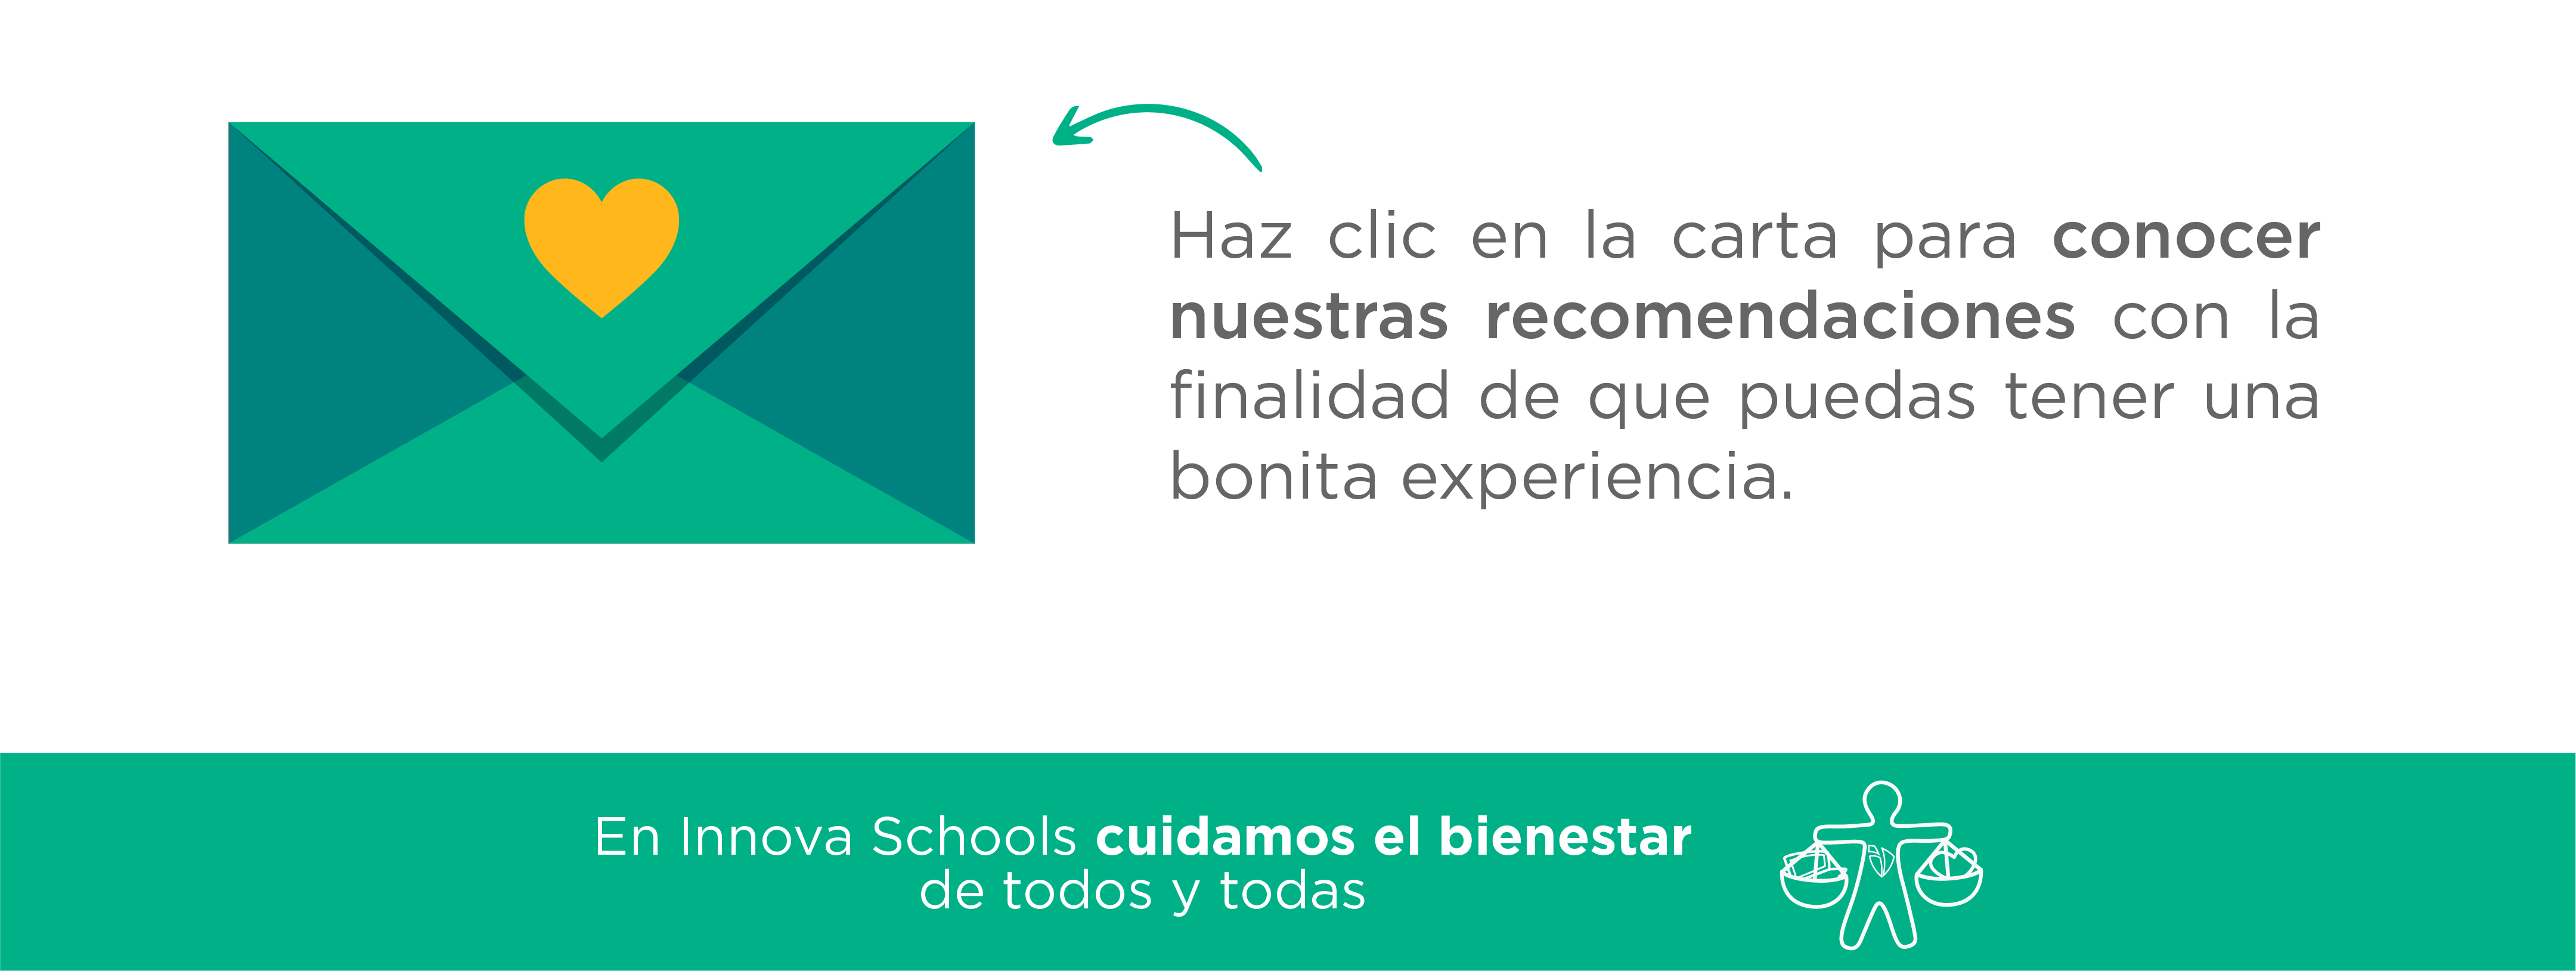 Haz clic en la carta para conocer
nuestras recomendaciones con la
finalidad de que puedas tener una
bonita experiencia.
En Innova Schools cuidamos el bienestar
de todos y todas